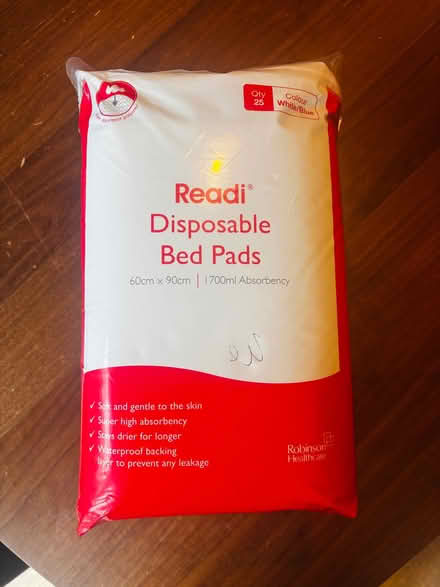 Qty
25
Colour
White/Blue
Readi®
Disposable
Bed Pads
60cm x 90cm | 1700ml Absorbency
✓ Soft and gentle to the skin
✓ Super high absorbency
✓ Stays drier for longer
✓ Waterproof backing
layer to prevent any leakage
Robinson
Healthcare